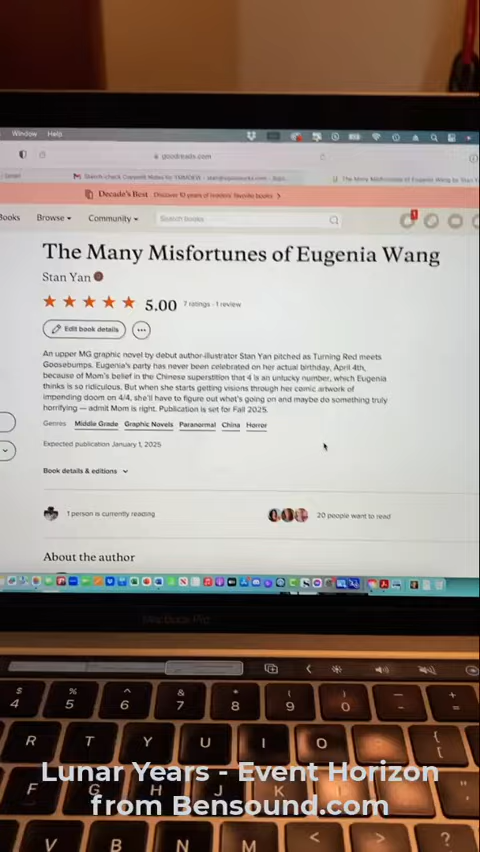 Window Help
goodreads.com
Decade's Best Discover 10 years of readers' favorite books >
Books Browse Community Search books
1
The Many Misfortunes of Eugenia Wang
Stan Yan
5.00 7 ratings · 1 review
Edit book details ...
An upper MG graphic novel by debut author-illustrator Stan Yan pitched as Turning Red meets
Goosebumps. Eugenia's party has never been celebrated on her actual birthday, April 4th,
because of Mom's belief in the Chinese superstition that 4 is an unlucky number, which Eugenia
thinks is so ridiculous. But when she starts getting visions through her comic artwork of
impending doom on 4/4, she'll have to figure out what's going on and maybe do something truly
horrifying — admit Mom is right. Publication is set for Fall 2025.
Genres Middle Grade Graphic Novels Paranormal China Horror
Expected publication January 1, 2025
Book details & editions
1 person is currently reading 20 people want to read
About the author
MacBook Pro
$ % ^ & * ( ) — +
4 5 6 7 8 9 0 - =
R T Y U I O { [
F G H J K "
V B N M < > ?
Lunar Years - Event Horizon
from Bensound.com